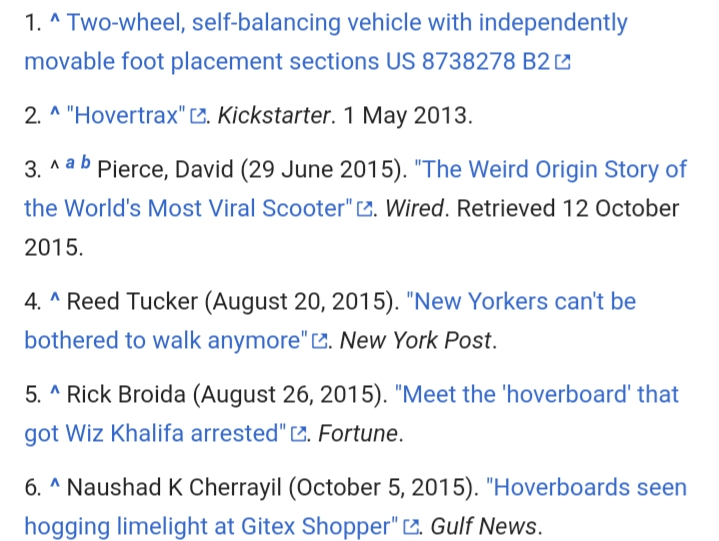 1. ^ Two-wheel, self-balancing vehicle with independently
movable foot placement sections US 8738278 B2
2. ^ "Hovertrax". Kickstarter. 1 May 2013.
3. ^ a b Pierce, David (29 June 2015). "The Weird Origin Story of
the World's Most Viral Scooter". Wired. Retrieved 12 October
2015.
4. ^ Reed Tucker (August 20, 2015). "New Yorkers can't be
bothered to walk anymore". New York Post.
5. ^ Rick Broida (August 26, 2015). "Meet the 'hoverboard' that
got Wiz Khalifa arrested". Fortune.
6. ^ Naushad K Cherrayil (October 5, 2015). "Hoverboards seen
hogging limelight at Gitex Shopper". Gulf News.